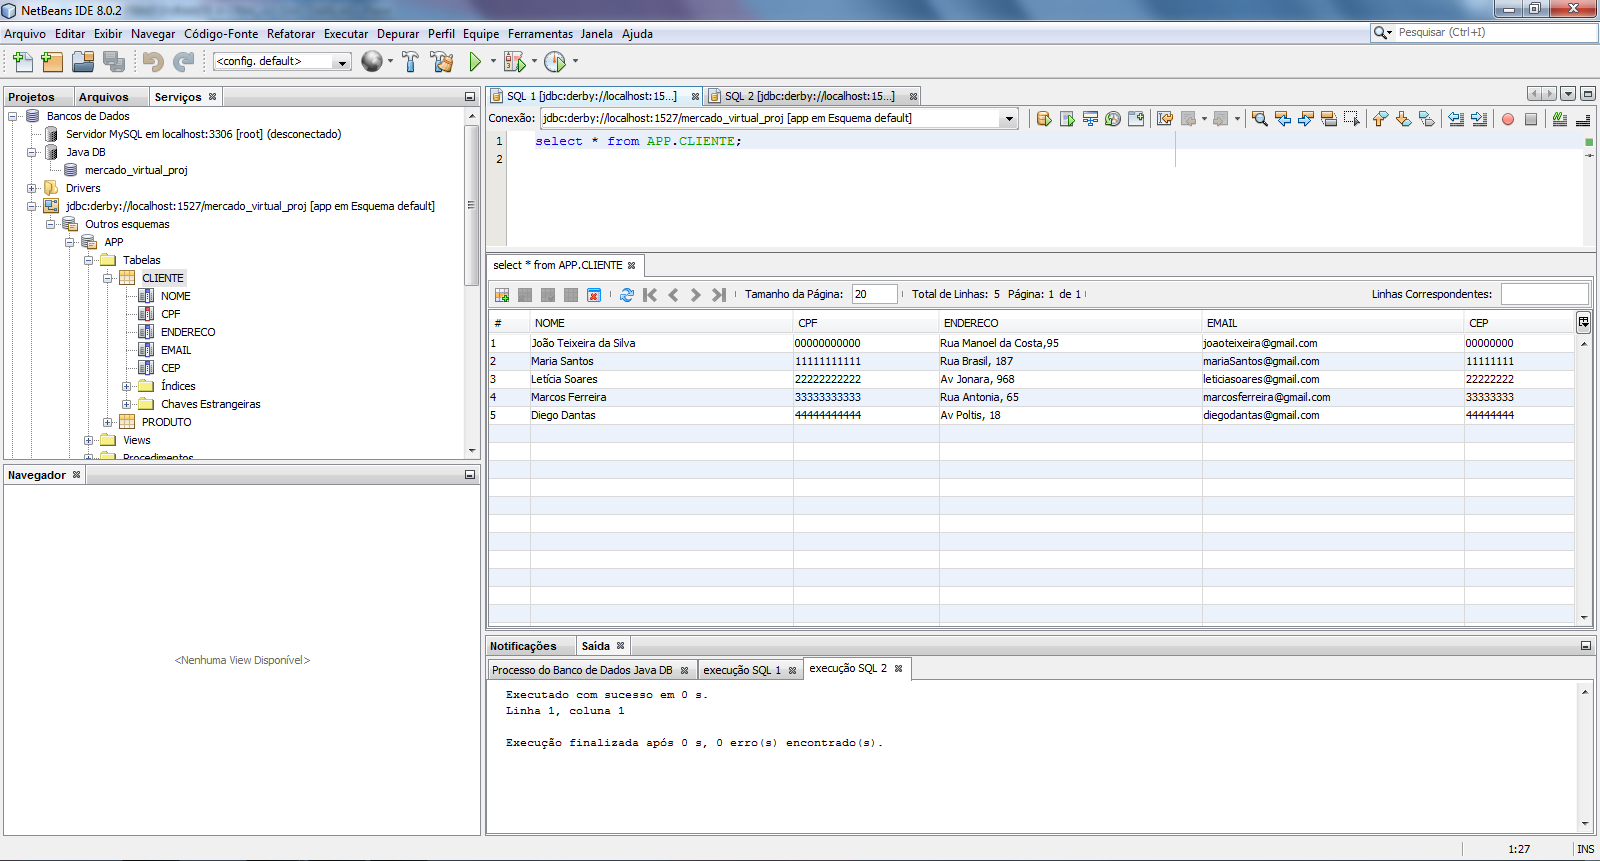 NetBeans IDE 8.0.2
Arquivo Editar Exibir Navegar Código-Fonte Refatorar Executar Depurar Perfil Equipe Ferramentas Janela Ajuda
Pesquisar (Ctrl+I)
<config. default>
Projetos Arquivos Serviços
Bancos de Dados
Servidor MySQL em localhost:3306 [root] (desconectado)
Java DB
mercado_virtual_proj
Drivers
jdbc:derby://localhost:1527/mercado_virtual_proj [app em Esquema default]
Outros esquemas
APP
Tabelas
CLIENTE
NOME
CPF
ENDERECO
EMAIL
CEP
Índices
Chaves Estrangeiras
PRODUTO
Views
Procedimentos
Navegador
<Nenhuma View Disponível>
SQL 1 [jdbc:derby://localhost:15...] SQL 2 [jdbc:derby://localhost:15...]
Conexão: jdbc:derby://localhost:1527/mercado_virtual_proj [app em Esquema default]
1 select * from APP.CLIENTE;
2
select * from APP.CLIENTE
Tamanho da Página: 20 Total de Linhas: 5 Página: 1 de 1 Linhas Correspondentes:
# NOME CPF ENDERECO EMAIL CEP
1 João Teixeira da Silva 00000000000 Rua Manoel da Costa,95 joaoteixeira@gmail.com 00000000
2 Maria Santos 11111111111 Rua Brasil, 187 mariaSantos@gmail.com 11111111
3 Letícia Soares 22222222222 Av Jonara, 968 leticiasoares@gmail.com 22222222
4 Marcos Ferreira 33333333333 Rua Antonia, 65 marcosferreira@gmail.com 33333333
5 Diego Dantas 44444444444 Av Poltis, 18 diegodantas@gmail.com 44444444
Notificações Saída
Processo do Banco de Dados Java DB execução SQL 1 execução SQL 2
Executado com sucesso em 0 s.
Linha 1, coluna 1
Execução finalizada após 0 s, 0 erro(s) encontrado(s).
1:27 INS